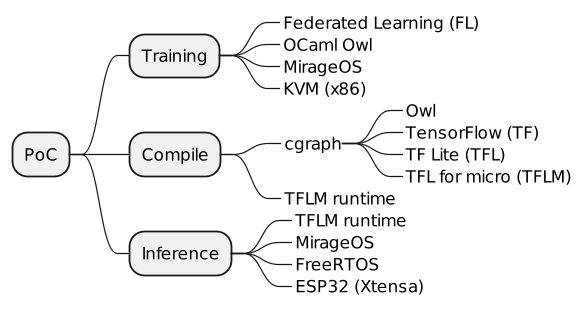 PoC
Training
Federated Learning (FL)
OCaml Owl
MirageOS
KVM (x86)
Compile
cgraph
Owl
TensorFlow (TF)
TF Lite (TFL)
TFL for micro (TFLM)
TFLM runtime
Inference
TFLM runtime
MirageOS
FreeRTOS
ESP32 (Xtensa)